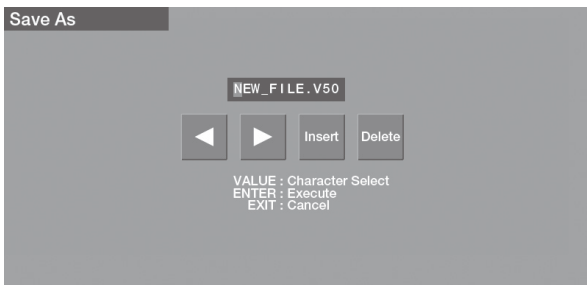 Save As
NEW_FILE.V50
Insert Delete
VALUE : Character Select
ENTER : Execute
EXIT : Cancel